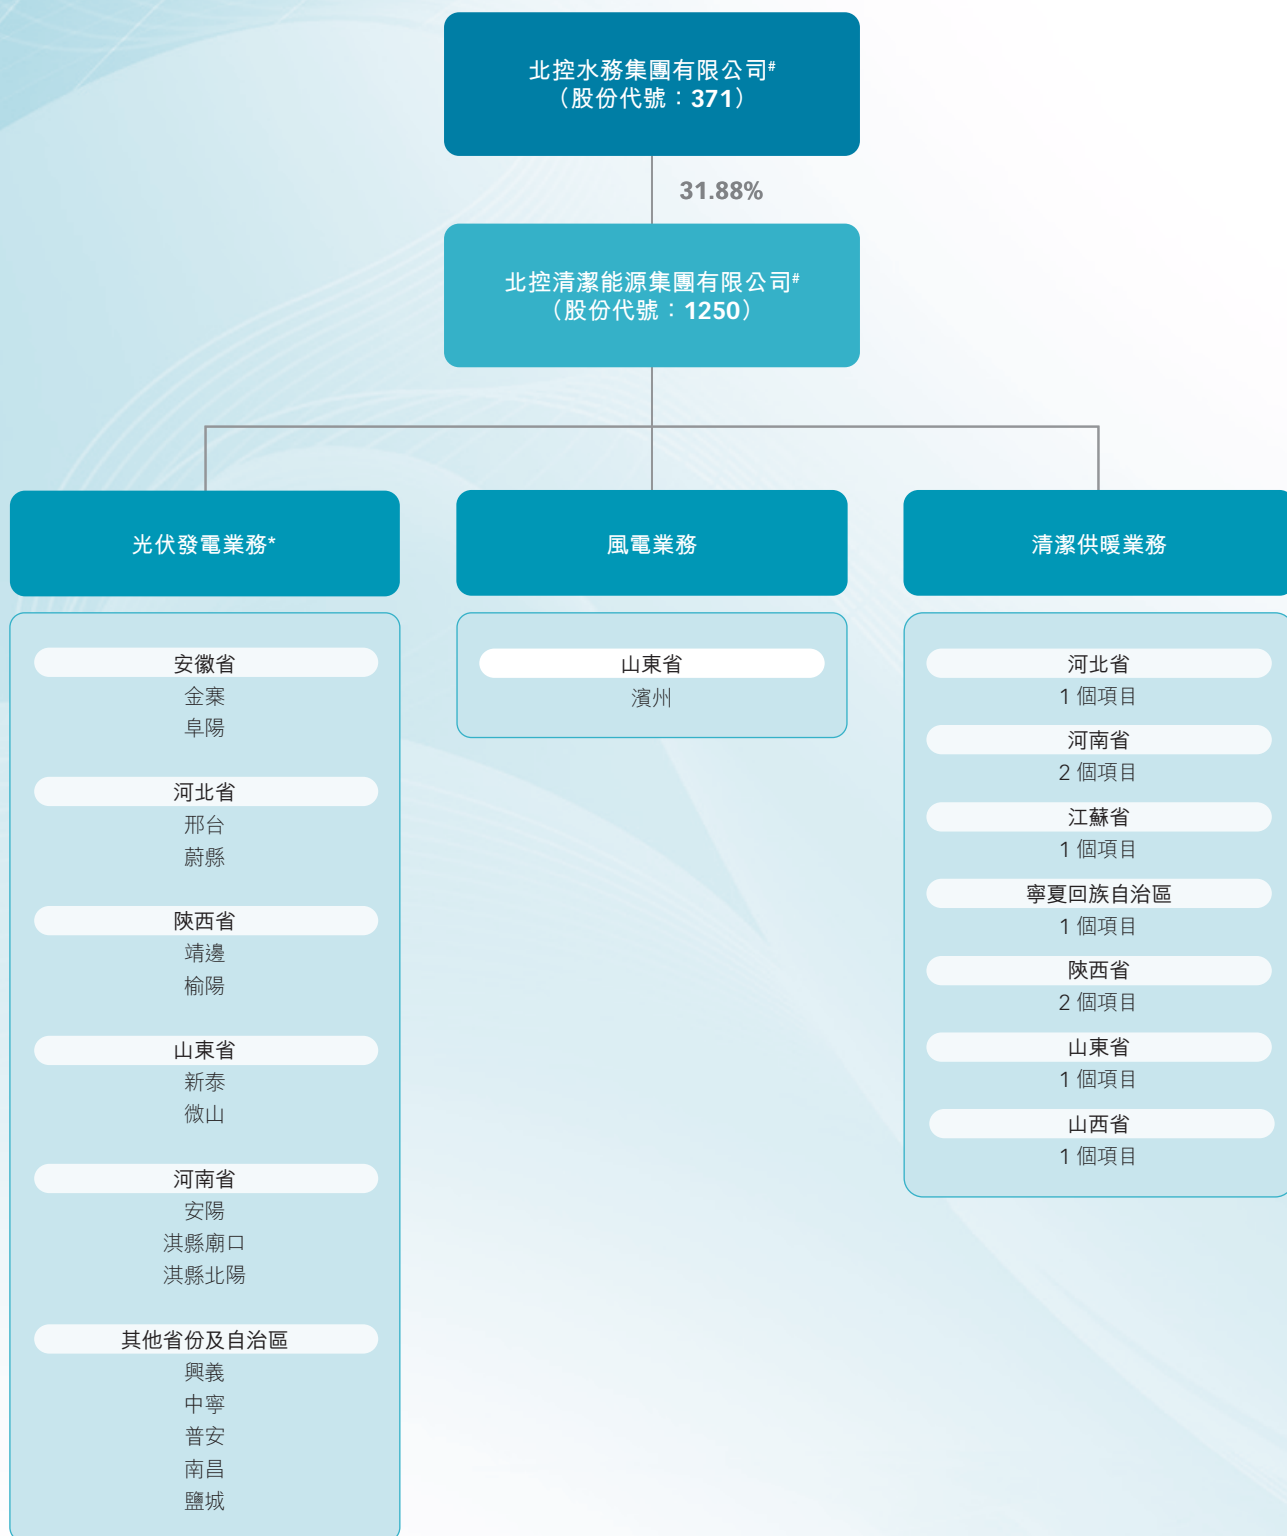 北控水務集團有限公司#
（股份代號：371）
31.88%
北控清潔能源集團有限公司#
（股份代號：1250）
光伏發電業務*
安徽省
金寨
阜陽
河北省
邢台
蔚縣
陝西省
靖邊
榆陽
山東省
新泰
微山
河南省
安陽
淇縣廟口
淇縣北陽
其他省份及自治區
興義
中寧
普安
南昌
鹽城
風電業務
山東省
濱州
清潔供暖業務
河北省
1 個項目
河南省
2 個項目
江蘇省
1 個項目
寧夏回族自治區
1 個項目
陝西省
2 個項目
山東省
1 個項目
山西省
1 個項目